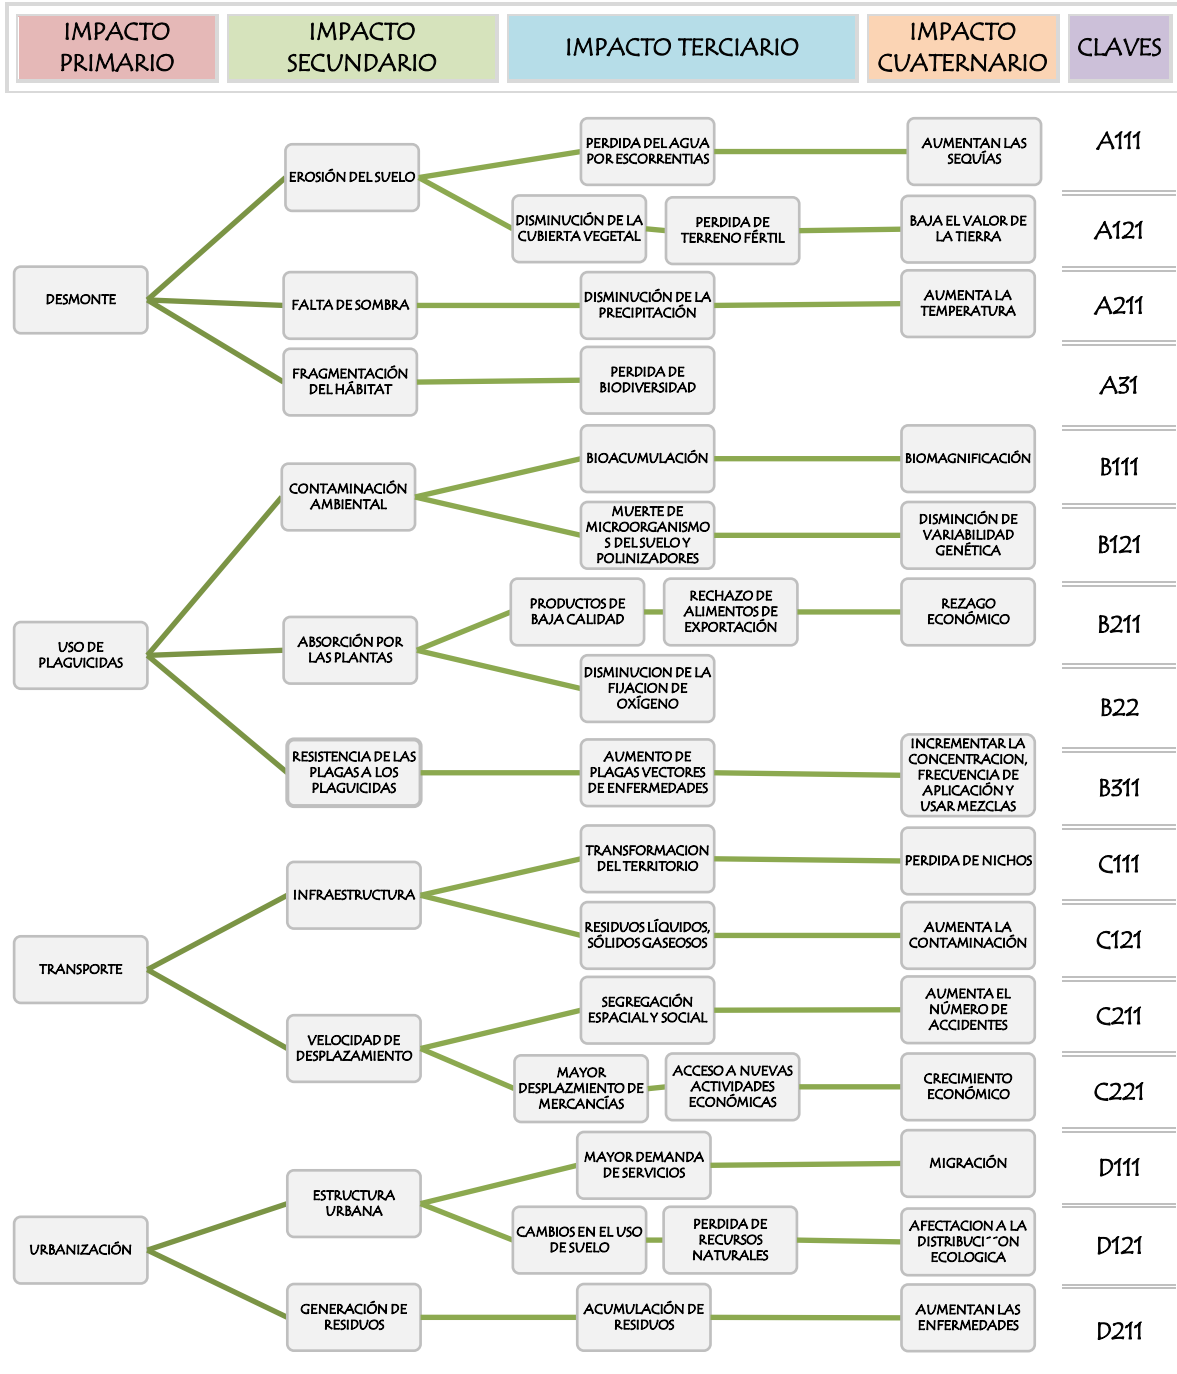 IMPACTO
PRIMARIO
IMPACTO
SECUNDARIO
IMPACTO TERCIARIO
IMPACTO
CUATERNARIO
CLAVES
DESMONTE
EROSIÓN DEL SUELO
PERDIDA DEL AGUA
POR ESCORRENTIAS
AUMENTAN LAS
SEQUÍAS
A111
DISMINUCIÓN DE LA
CUBIERTA VEGETAL
PERDIDA DE
TERRENO FÉRTIL
BAJA EL VALOR DE
LA TIERRA
A121
FALTA DE SOMBRA
DISMINUCIÓN DE LA
PRECIPITACIÓN
AUMENTA LA
TEMPERATURA
A211
FRAGMENTACIÓN
DEL HÁBITAT
PERDIDA DE
BIODIVERSIDAD
A31
USO DE
PLAGUICIDAS
CONTAMINACIÓN
AMBIENTAL
BIOACUMULACIÓN
BIOMAGNIFICACIÓN
B111
MUERTE DE
MICROORGANISMO
S DEL SUELO Y
POLINIZADORES
DISMINCIÓN DE
VARIABILIDAD
GENÉTICA
B121
ABSORCIÓN POR
LAS PLANTAS
PRODUCTOS DE
BAJA CALIDAD
RECHAZO DE
ALIMENTOS DE
EXPORTACIÓN
REZAGO
ECONÓMICO
B211
DISMINUCION DE LA
FIJACION DE
OXÍGENO
B22
RESISTENCIA DE LAS
PLAGAS A LOS
PLAGUICIDAS
AUMENTO DE
PLAGAS VECTORES
DE ENFERMEDADES
INCREMENTAR LA
CONCENTRACION,
FRECUENCIA DE
APLICACIÓN Y
USAR MEZCLAS
B311
TRANSPORTE
INFRAESTRUCTURA
TRANSFORMACION
DEL TERRITORIO
PERDIDA DE NICHOS
C111
RESIDUOS LÍQUIDOS,
SÓLIDOS GASEOSOS
AUMENTA LA
CONTAMINACIÓN
C121
VELOCIDAD DE
DESPLAZAMIENTO
SEGREGACIÓN
ESPACIAL Y SOCIAL
AUMENTA EL
NÚMERO DE
ACCIDENTES
C211
MAYOR
DESPLAZMIENTO DE
MERCANCÍAS
ACCESO A NUEVAS
ACTIVIDADES
ECONÓMICAS
CRECIMIENTO
ECONÓMICO
C221
URBANIZACIÓN
ESTRUCTURA
URBANA
MAYOR DEMANDA
DE SERVICIOS
MIGRACIÓN
D111
CAMBIOS EN EL USO
DE SUELO
PERDIDA DE
RECURSOS
NATURALES
AFECTACION A LA
DISTRIBUCI´´ON
ECOLOGICA
D121
GENERACIÓN DE
RESIDUOS
ACUMULACIÓN DE
RESIDUOS
AUMENTAN LAS
ENFERMEDADES
D211